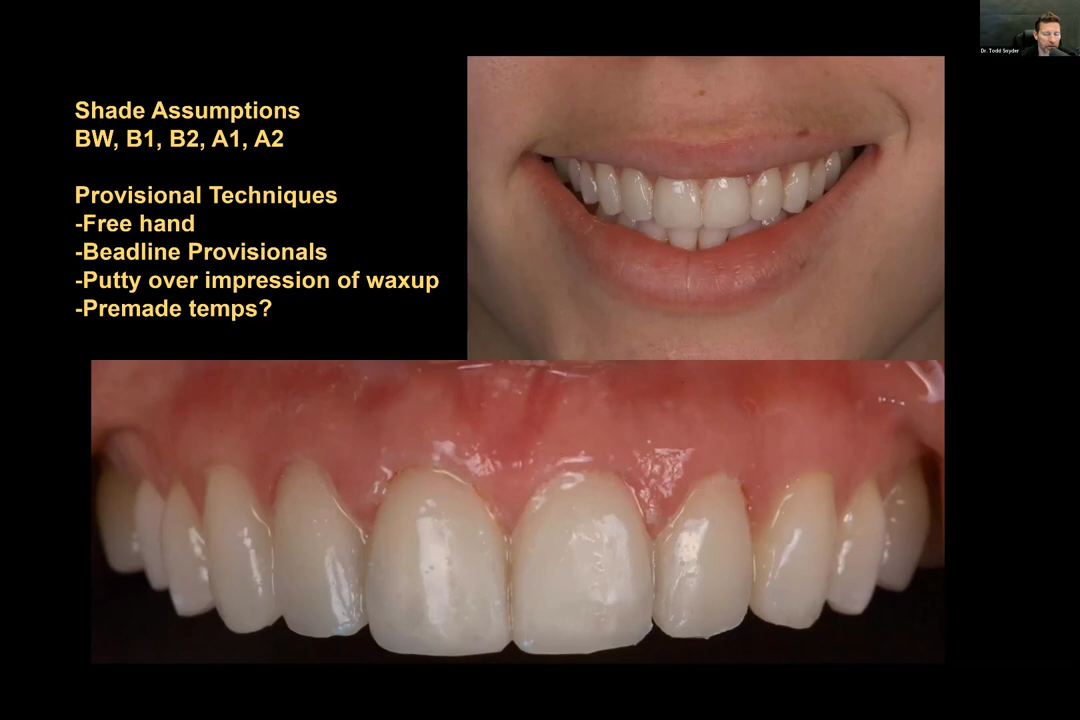 Shade Assumptions
BW, B1, B2, A1, A2
Provisional Techniques
-Free hand
-Beadline Provisionals
-Putty over impression of waxup
-Premade temps?
Dr. Todd Snyder